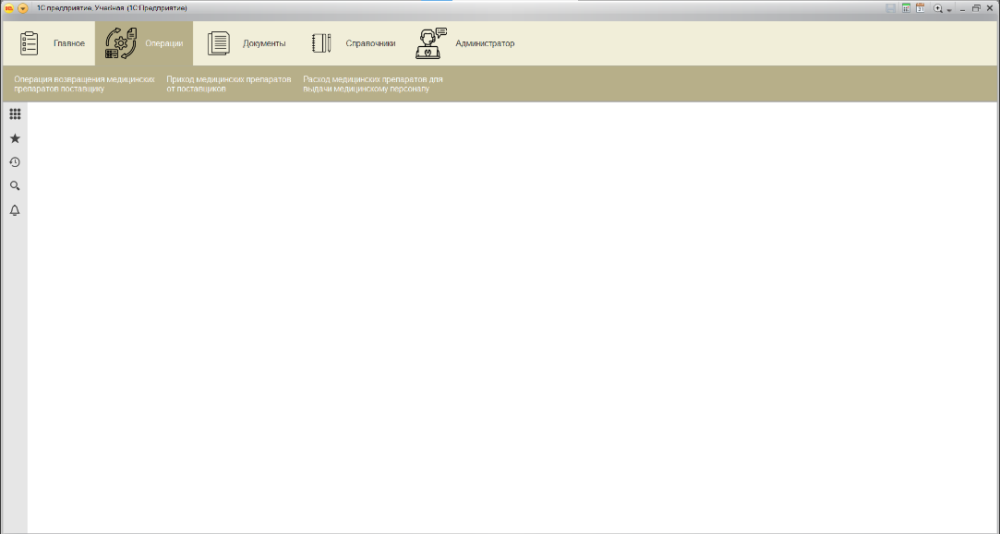 1С предприятие, Учебная (1С:Предприятие)
Главное
Операции
Документы
Справочники
Администратор
Операция возвращения медицинских
препаратов поставщику
Приход медицинских препаратов
от поставщиков
Расход медицинских препаратов для
выдачи медицинскому персоналу